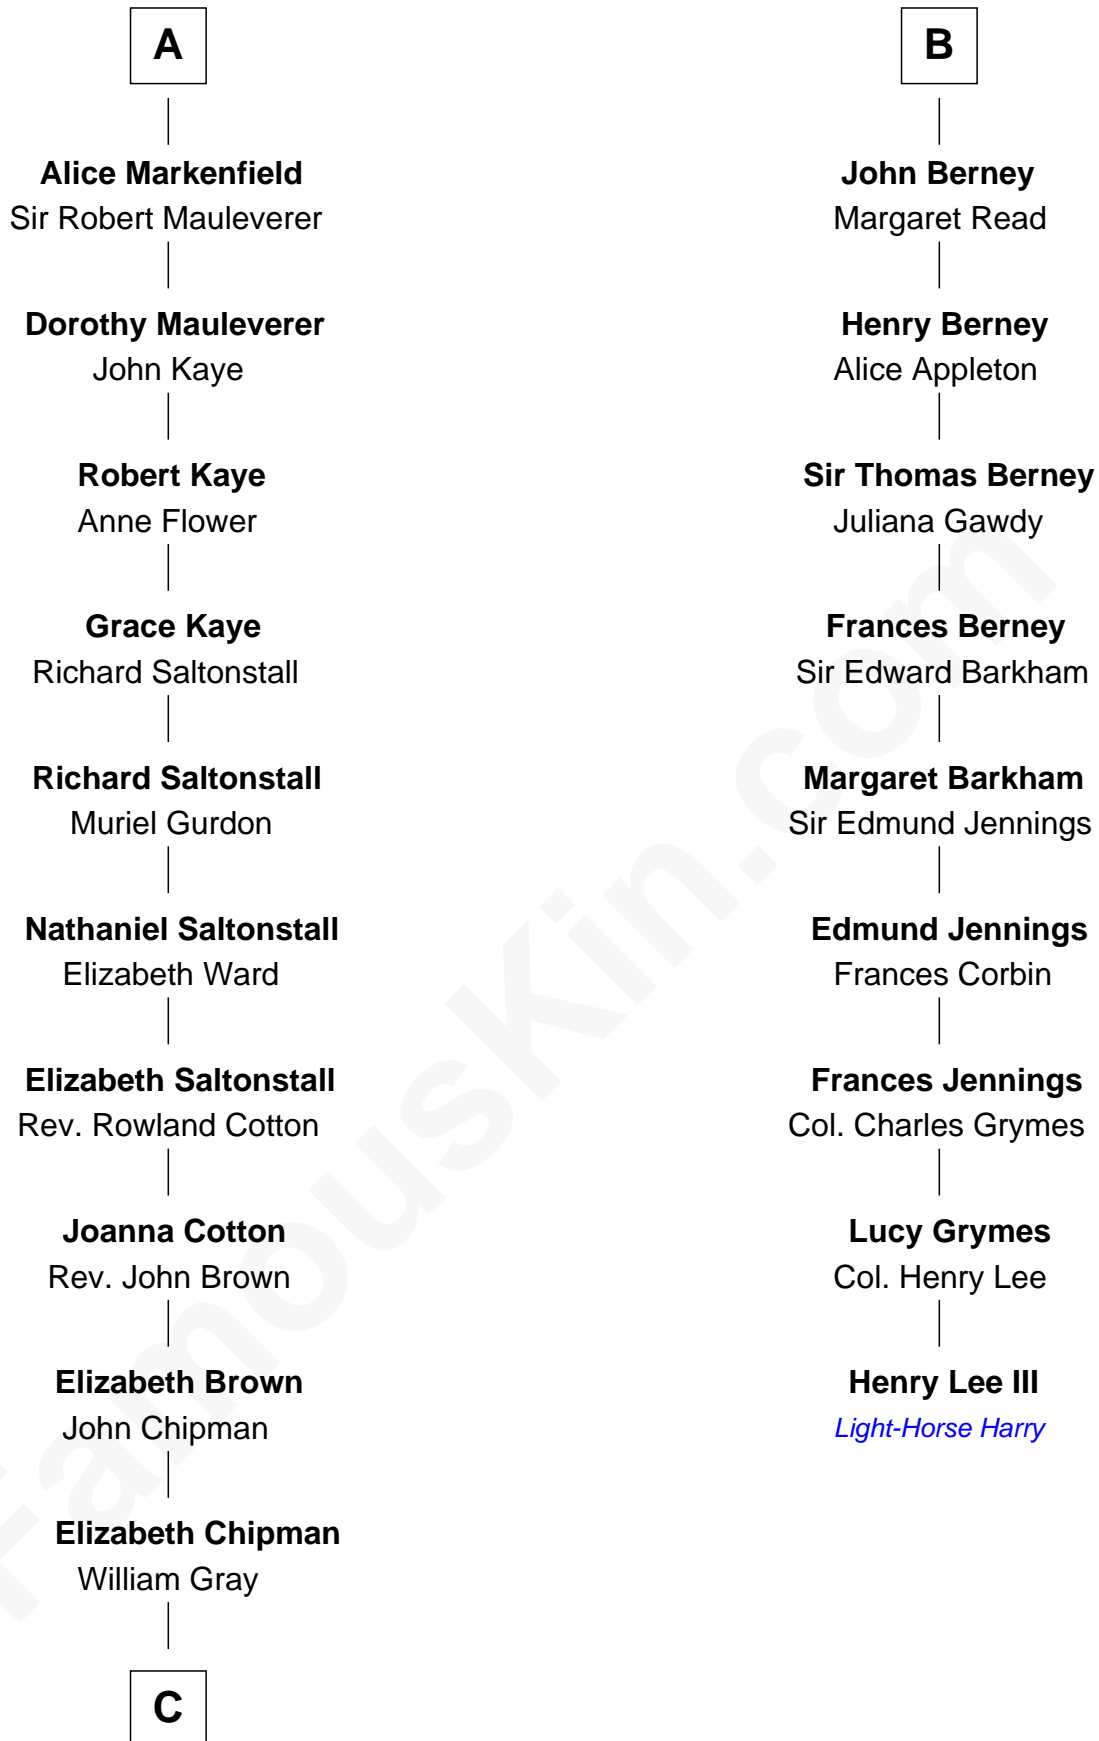 A
Alice Markenfield
Sir Robert Mauleverer
Dorothy Mauleverer
John Kaye
Robert Kaye
Anne Flower
Grace Kaye
Richard Saltonstall
Richard Saltonstall
Muriel Gurdon
Nathaniel Saltonstall
Elizabeth Ward
Elizabeth Saltonstall
Rev. Rowland Cotton
Joanna Cotton
Rev. John Brown
Elizabeth Brown
John Chipman
Elizabeth Chipman
William Gray
C
B
John Berney
Margaret Read
Henry Berney
Alice Appleton
Sir Thomas Berney
Juliana Gawdy
Frances Berney
Sir Edward Barkham
Margaret Barkham
Sir Edmund Jennings
Edmund Jennings
Frances Corbin
Frances Jennings
Col. Charles Grymes
Lucy Grymes
Col. Henry Lee
Henry Lee III
Light-Horse Harry
FamousKin.com